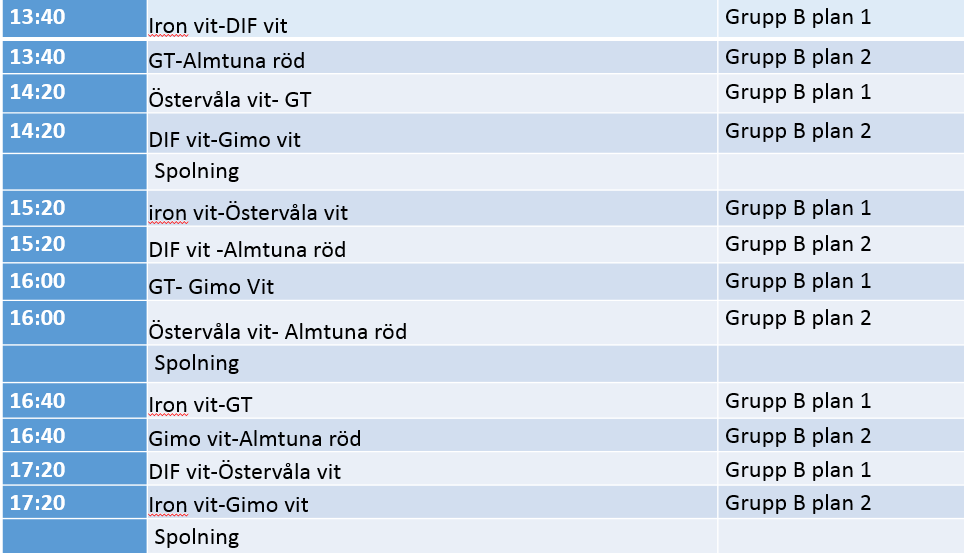 13:40 Iron vit-DIF vit Grupp B plan 1
13:40 GT-Almtuna röd Grupp B plan 2
14:20 Östervåla vit- GT Grupp B plan 1
14:20 DIF vit-Gimo vit Grupp B plan 2
Spolning
15:20 iron vit-Östervåla vit Grupp B plan 1
15:20 DIF vit -Almtuna röd Grupp B plan 2
16:00 GT- Gimo Vit Grupp B plan 1
16:00 Östervåla vit- Almtuna röd Grupp B plan 2
Spolning
16:40 Iron vit-GT Grupp B plan 1
16:40 Gimo vit-Almtuna röd Grupp B plan 2
17:20 DIF vit-Östervåla vit Grupp B plan 1
17:20 Iron vit-Gimo vit Grupp B plan 2
Spolning